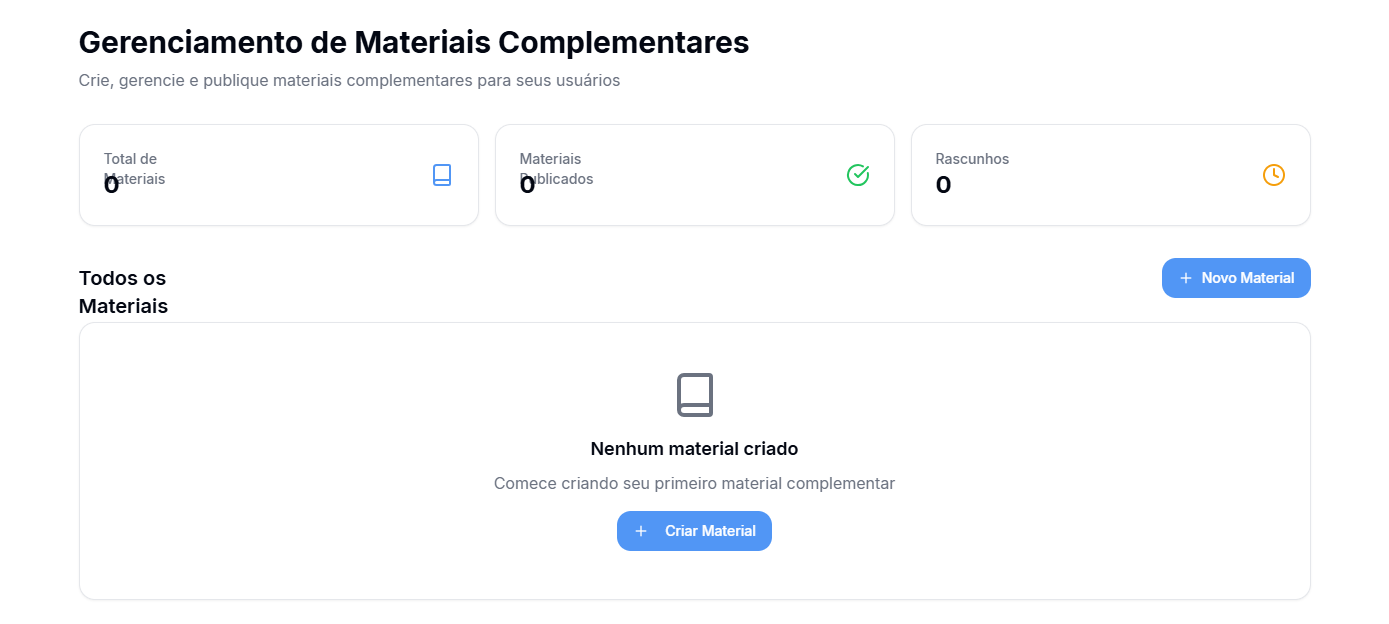 Gerenciamento de Materiais Complementares
Crie, gerencie e publique materiais complementares para seus usuários
Total de
Materiais
0
Materiais
Publicados
0
Rascunhos
0
Todos os
Materiais
Novo Material
Nenhum material criado
Comece criando seu primeiro material complementar
Criar Material